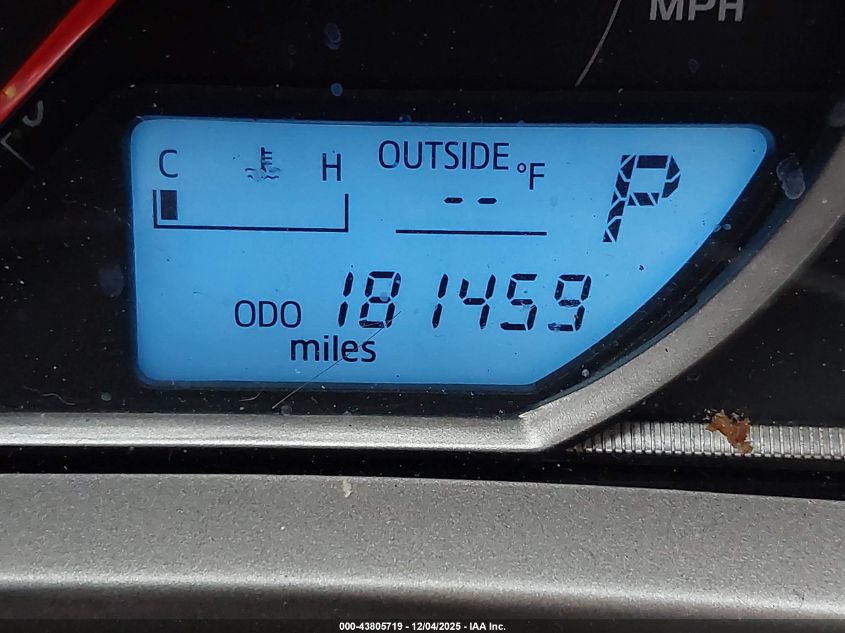 MPH
C H OUTSIDE °F
-- P
ODO 181459
miles
000-43805719 - 12/04/2025 - IAA Inc.